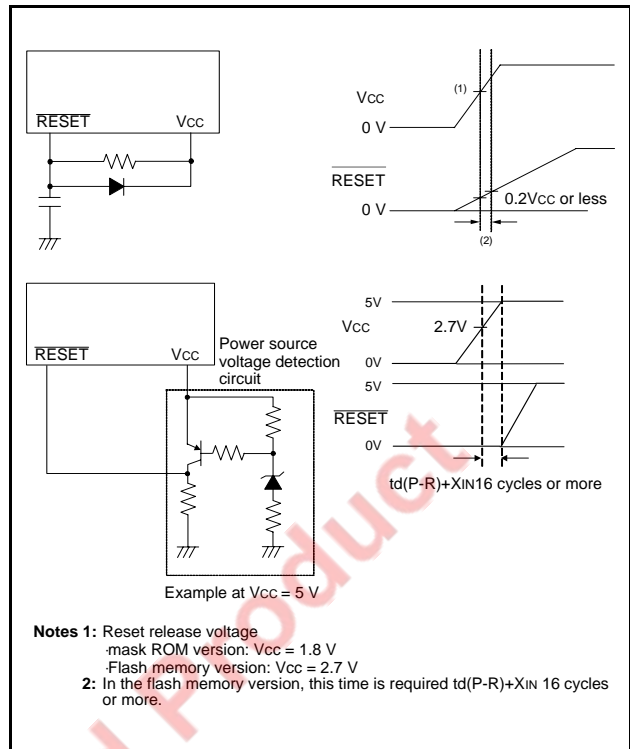 RESET Vcc
Vcc (1)
0 V
RESET
0.2Vcc or less
0 V
(2)
RESET Vcc
Power source
voltage detection
circuit
Example at Vcc = 5 V
5V
Vcc 2.7V
0V
5V
RESET
0V
td(P-R)+XIN16 cycles or more
Notes 1: Reset release voltage
·mask ROM version: Vcc = 1.8 V
·Flash memory version: Vcc = 2.7 V
2: In the flash memory version, this time is required td(P-R)+XIN 16 cycles
or more.
Product